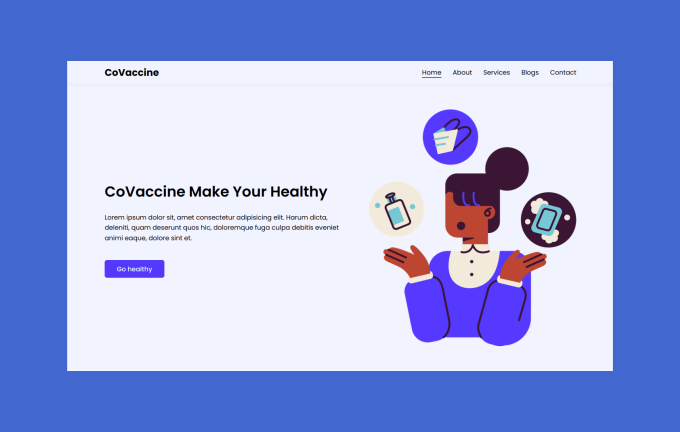 CoVaccine
Home About Services Blogs Contact
CoVaccine Make Your Healthy
Lorem ipsum dolor sit, amet consectetur adipisicing elit. Harum dicta,
deleniti, quam deserunt quos hic, doloremque fuga culpa debitis eveniet
animi eaque, dolore sint et.
Go healthy